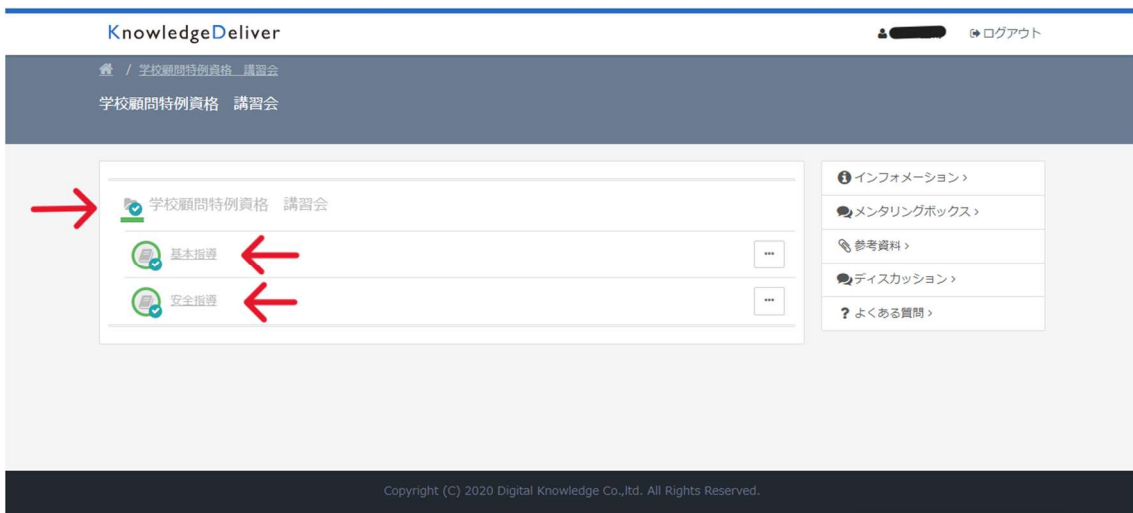 KnowledgeDeliver
ログアウト
/ 学校顧問特例資格　講習会
学校顧問特例資格　講習会
学校顧問特例資格　講習会
基本指導
...
安全指導
...
インフォメーション ›
メンタリングボックス ›
参考資料 ›
ディスカッション ›
? よくある質問 ›
Copyright (C) 2020 Digital Knowledge Co.,ltd. All Rights Reserved.